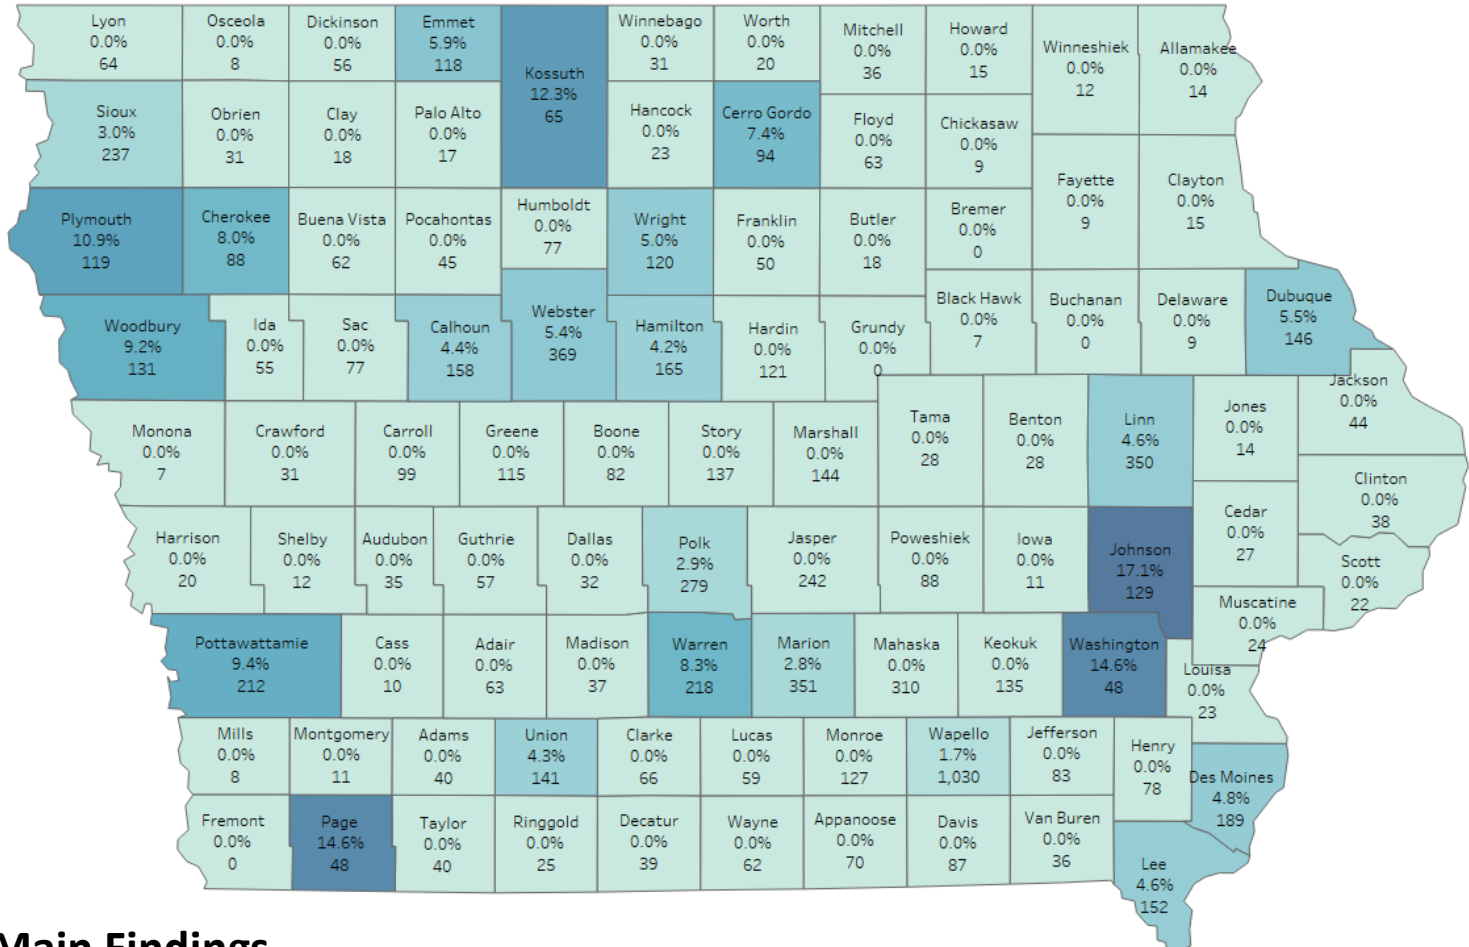 Lyon
0.0%
64
Osceola
0.0%
8
Dickinson
0.0%
56
Emmet
5.9%
118
Kossuth
12.3%
65
Winnebago
0.0%
31
Worth
0.0%
20
Mitchell
0.0%
36
Howard
0.0%
15
Winneshiek
0.0%
12
Allamakee
0.0%
14
Sioux
3.0%
237
Obrien
0.0%
31
Clay
0.0%
18
Palo Alto
0.0%
17
Hancock
0.0%
23
Cerro Gordo
7.4%
94
Floyd
0.0%
63
Chickasaw
0.0%
9
Plymouth
10.9%
119
Cherokee
8.0%
88
Buena Vista
0.0%
62
Pocahontas
0.0%
45
Humboldt
0.0%
77
Wright
5.0%
120
Franklin
0.0%
50
Butler
0.0%
18
Bremer
0.0%
0
Fayette
0.0%
9
Clayton
0.0%
15
Woodbury
9.2%
131
Ida
0.0%
55
Sac
0.0%
77
Calhoun
4.4%
158
Webster
5.4%
369
Hamilton
4.2%
165
Hardin
0.0%
121
Grundy
0.0%
0
Black Hawk
0.0%
7
Buchanan
0.0%
0
Delaware
0.0%
9
Dubuque
5.5%
146
Monona
0.0%
7
Crawford
0.0%
31
Carroll
0.0%
99
Greene
0.0%
115
Boone
0.0%
82
Story
0.0%
137
Marshall
0.0%
144
Tama
0.0%
28
Benton
0.0%
28
Linn
4.6%
350
Jones
0.0%
14
Jackson
0.0%
44
Clinton
0.0%
38
Harrison
0.0%
20
Shelby
0.0%
12
Audubon
0.0%
35
Guthrie
0.0%
57
Dallas
0.0%
32
Polk
2.9%
279
Jasper
0.0%
242
Poweshiek
0.0%
88
Iowa
0.0%
11
Johnson
17.1%
129
Cedar
0.0%
27
Scott
0.0%
22
Muscatine
0.0%
24
Pottawattamie
9.4%
212
Cass
0.0%
10
Adair
0.0%
63
Madison
0.0%
37
Warren
8.3%
218
Marion
2.8%
351
Mahaska
0.0%
310
Keokuk
0.0%
135
Washington
14.6%
48
Louisa
0.0%
23
Mills
0.0%
8
Montgomery
0.0%
11
Adams
0.0%
40
Union
4.3%
141
Clarke
0.0%
66
Lucas
0.0%
59
Monroe
0.0%
127
Wapello
1.7%
1,030
Jefferson
0.0%
83
Henry
0.0%
78
Des Moines
4.8%
189
Fremont
0.0%
0
Page
14.6%
48
Taylor
0.0%
40
Ringgold
0.0%
25
Decatur
0.0%
39
Wayne
0.0%
62
Appanoose
0.0%
70
Davis
0.0%
87
Van Buren
0.0%
36
Lee
4.6%
152
Main Findings